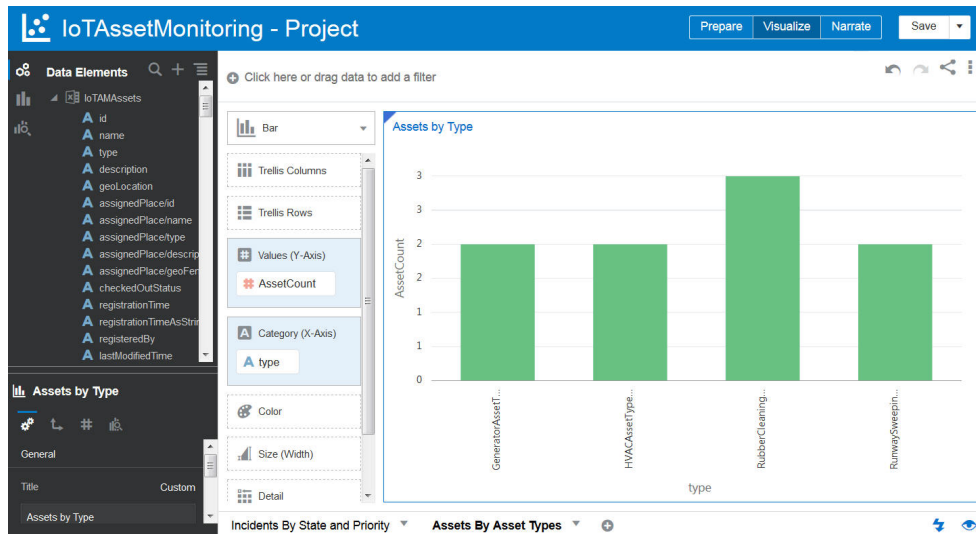 IoTAssetMonitoring - Project
Prepare
Visualize
Narrate
Save
Data Elements
IoTAMAssets
id
name
type
description
geoLocation
assignedPlace/id
assignedPlace/name
assignedPlace/type
assignedPlace/descrip
assignedPlace/geoFen
checkedOutStatus
registrationTime
registrationTimeAsStrin
registeredBy
lastModifiedTime
Assets by Type
General
Title
Custom
Assets by Type
Click here or drag data to add a filter
Bar
Trellis Columns
Trellis Rows
Values (Y-Axis)
AssetCount
Category (X-Axis)
type
Color
Size (Width)
Detail
Assets by Type
AssetCount
3
3
2
2
1
1
0
GeneratorAssetT...
HVACAssetType...
RubberCleaning...
RunwaySweepin...
type
Incidents By State and Priority
Assets By Asset Types